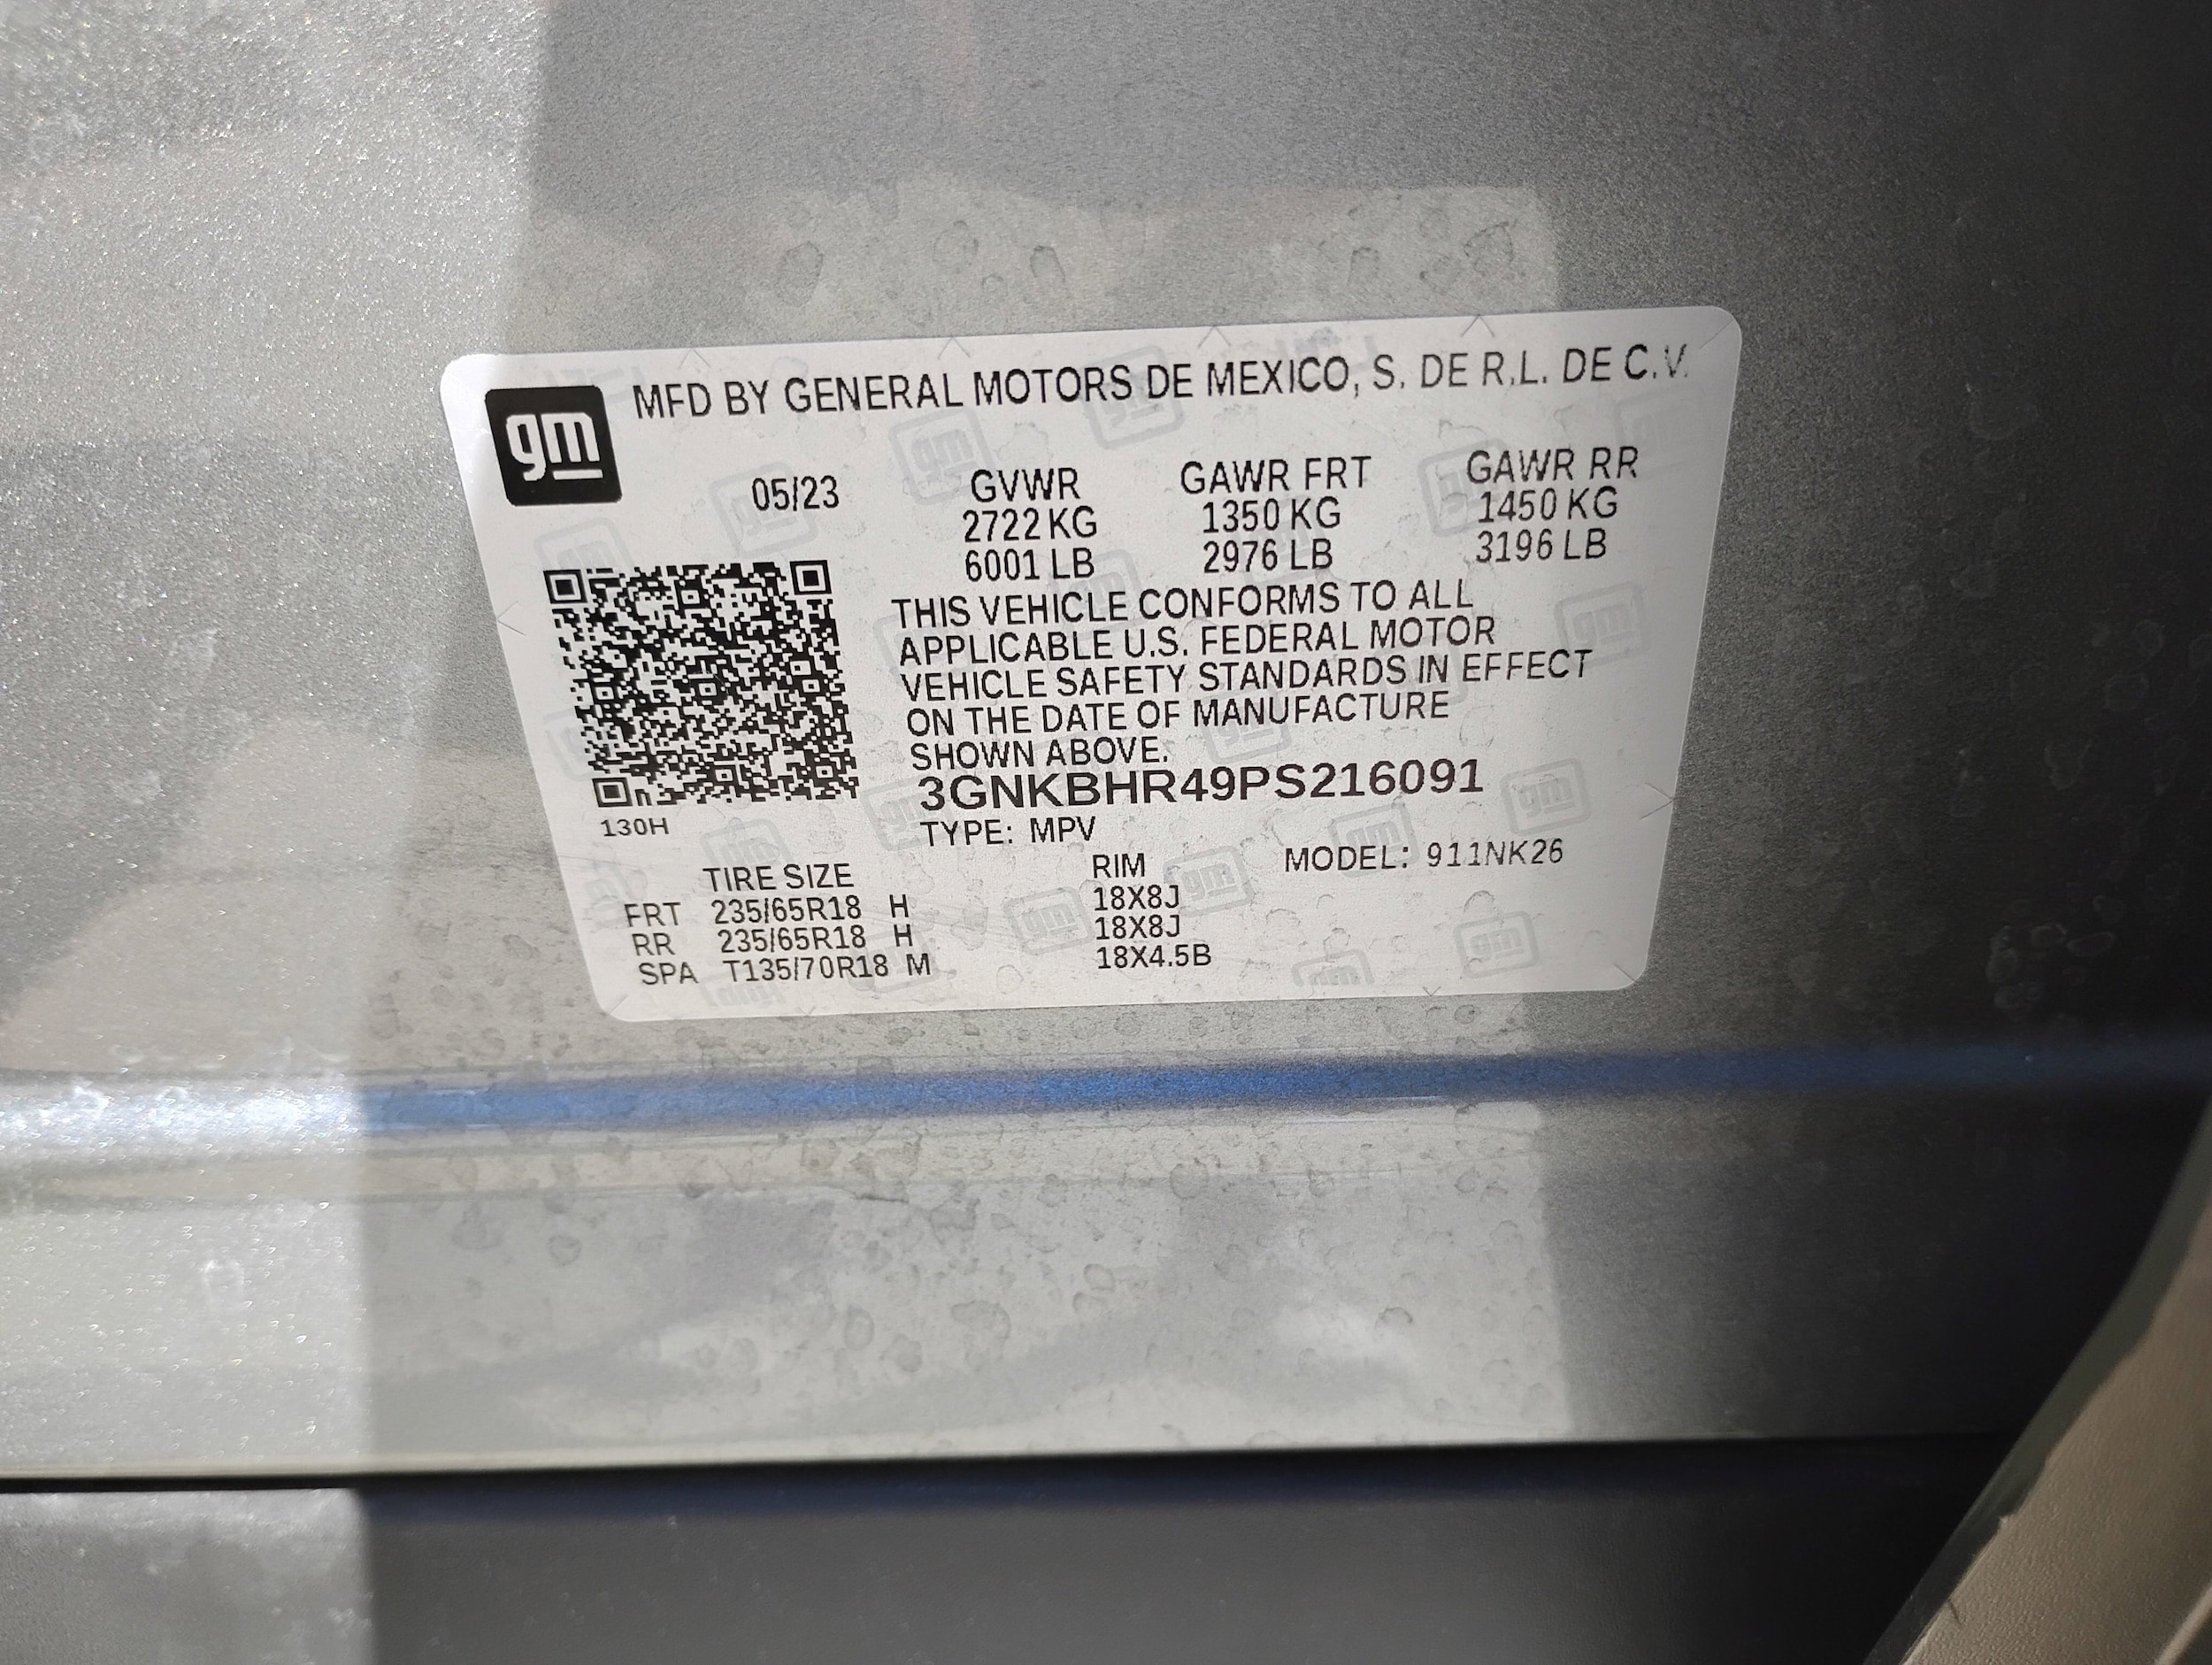 gm
MFD BY GENERAL MOTORS DE MEXICO, S. DE R.L. DE C.V.
05/23 GVWR GAWR FRT GAWR RR
2722 KG 1350 KG 1450 KG
6001 LB 2976 LB 3196 LB
THIS VEHICLE CONFORMS TO ALL
APPLICABLE U.S. FEDERAL MOTOR
VEHICLE SAFETY STANDARDS IN EFFECT
ON THE DATE OF MANUFACTURE
SHOWN ABOVE.
3GNKBHR49PS216091
130H
TYPE: MPV
MODEL: 911NK26
TIRE SIZE RIM
FRT 235/65R18 H 18X8J
RR 235/65R18 H 18X8J
SPA T135/70R18 M 18X4.5B